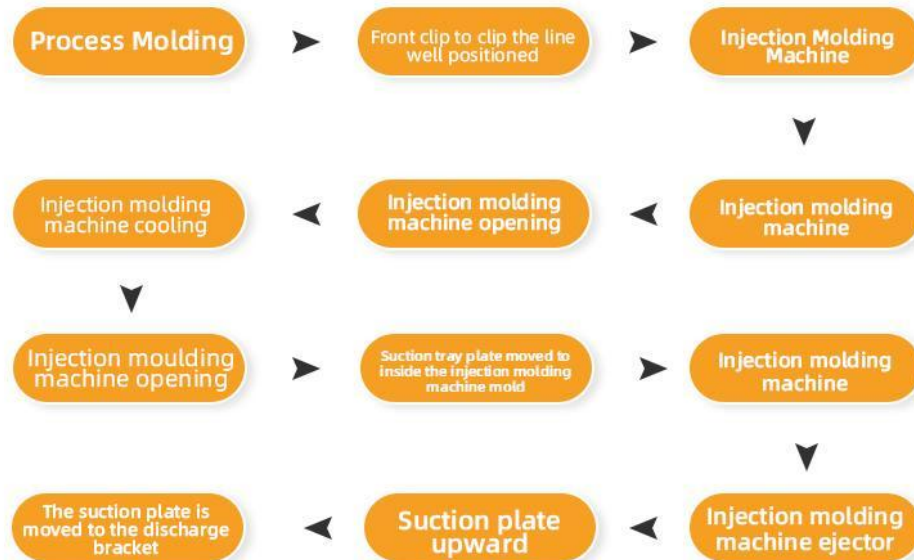 Process Molding
Front clip to clip the line
well positioned
Injection Molding
Machine
Injection molding
machine
Injection molding
machine opening
Injection molding
machine cooling
Injection moulding
machine opening
Suction tray plate moved to
inside the injection molding
machine mold
Injection molding
machine
Injection molding
machine ejector
Suction plate
upward
The suction plate is
moved to the discharge
bracket